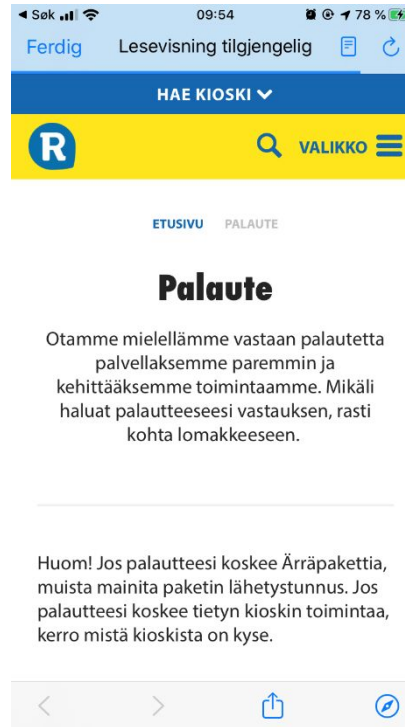 Søk 09:54 78 %
Ferdig Lesevisning tilgjengelig
HAE KIOSKI
R VALIKKO
ETUSIVU PALAUTE
Palaute
Otamme mielellämme vastaan palautetta
palvellaksemme paremmin ja
kehittääksemme toimintaamme. Mikäli
haluat palautteeseesi vastauksen, rasti
kohta lomakkeeseen.
Huom! Jos palautteesi koskee Ärräpakettia,
muista mainita paketin lähetystunnus. Jos
palautteesi koskee tietyn kioskin toimintaa,
kerro mistä kioskista on kyse.